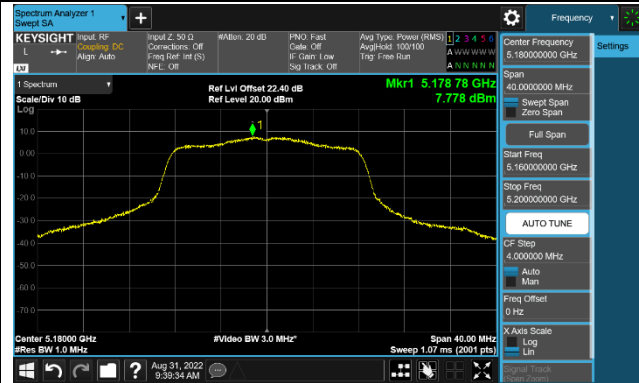 Spectrum Analyzer 1
Swept SA
+
Frequency
KEYSIGHT
L
LXI
Input: RF
Coupling: DC
Align: Auto
Input Z: 50 Ω
Corrections: Off
Freq Ref: Int (S)
NFE: Off
#Atten: 20 dB
PNO: Fast
Gate: Off
IF Gain: Low
Sig Track: Off
Avg Type: Power (RMS)
Avg|Hold: 100/100
Trig: Free Run
1 2 3 4 5 6
A W W W W W
A N N N N N
1 Spectrum
Scale/Div 10 dB
Ref Lvl Offset 22.40 dB
Ref Level 20.00 dBm
Mkr1 5.178 78 GHz
7.778 dBm
Log
1
10.0
0.00
-10.0
-20.0
-30.0
-40.0
-50.0
-60.0
-70.0
Center 5.18000 GHz
#Res BW 1.0 MHz
#Video BW 3.0 MHz*
Span 40.00 MHz
Sweep 1.07 ms (2001 pts)
Aug 31, 2022
9:39:34 AM
Center Frequency
5.180000000 GHz
Settings
Span
40.0000000 MHz
Swept Span
Zero Span
Full Span
Start Freq
5.160000000 GHz
Stop Freq
5.200000000 GHz
AUTO TUNE
CF Step
4.000000 MHz
Auto
Man
Freq Offset
0 Hz
X Axis Scale
Log
Lin
Signal Track
(Span Zoom)